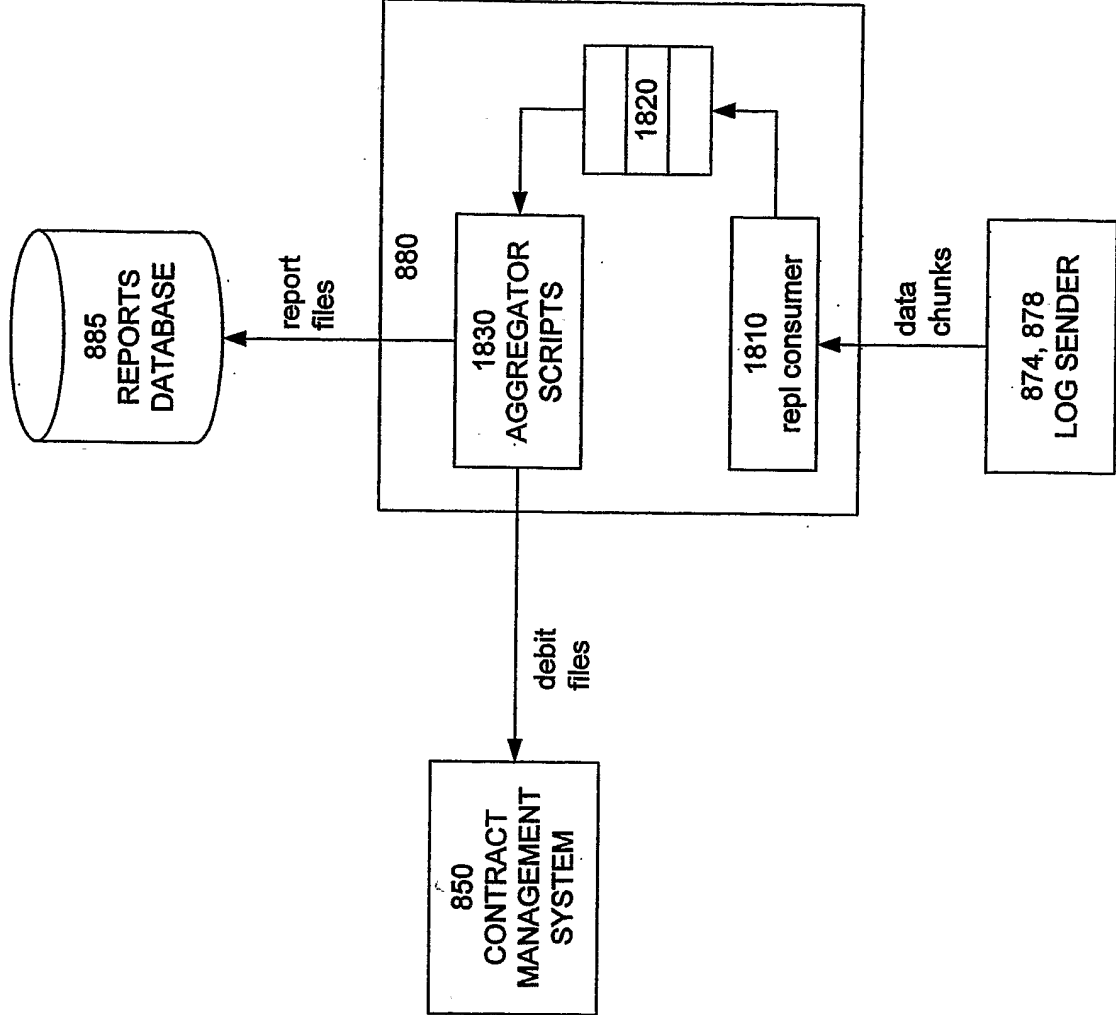 885
REPORTS
DATABASE
report
files
880
1830
AGGREGATOR
SCRIPTS
1820
1810
repl consumer
data
chunks
874, 878
LOG SENDER
debit
files
850
CONTRACT
MANAGEMENT
SYSTEM